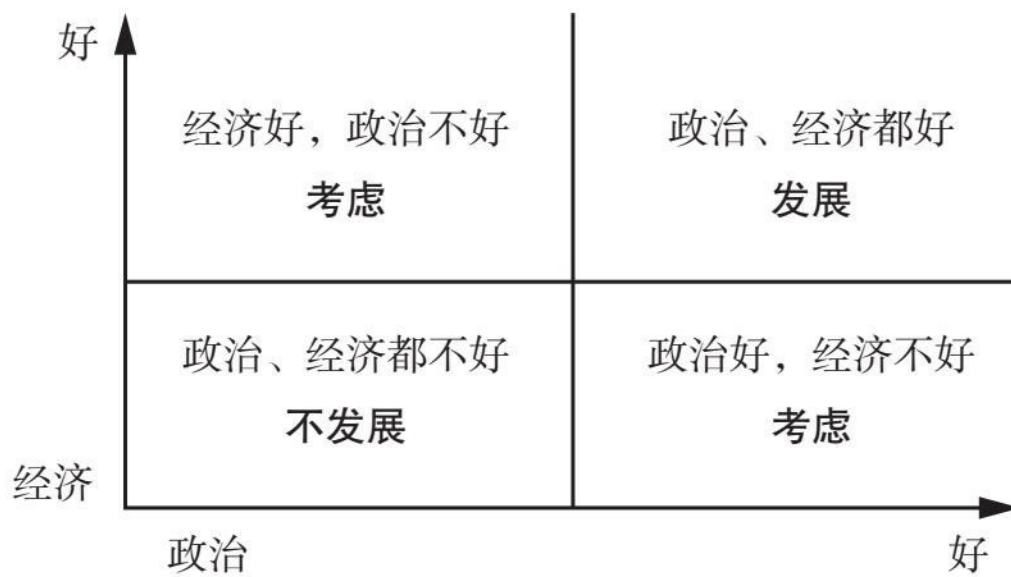 好
经济好，政治不好
考虑
政治、经济都好
发展
政治、经济都不好
不发展
政治好，经济不好
考虑
经济
政治
好